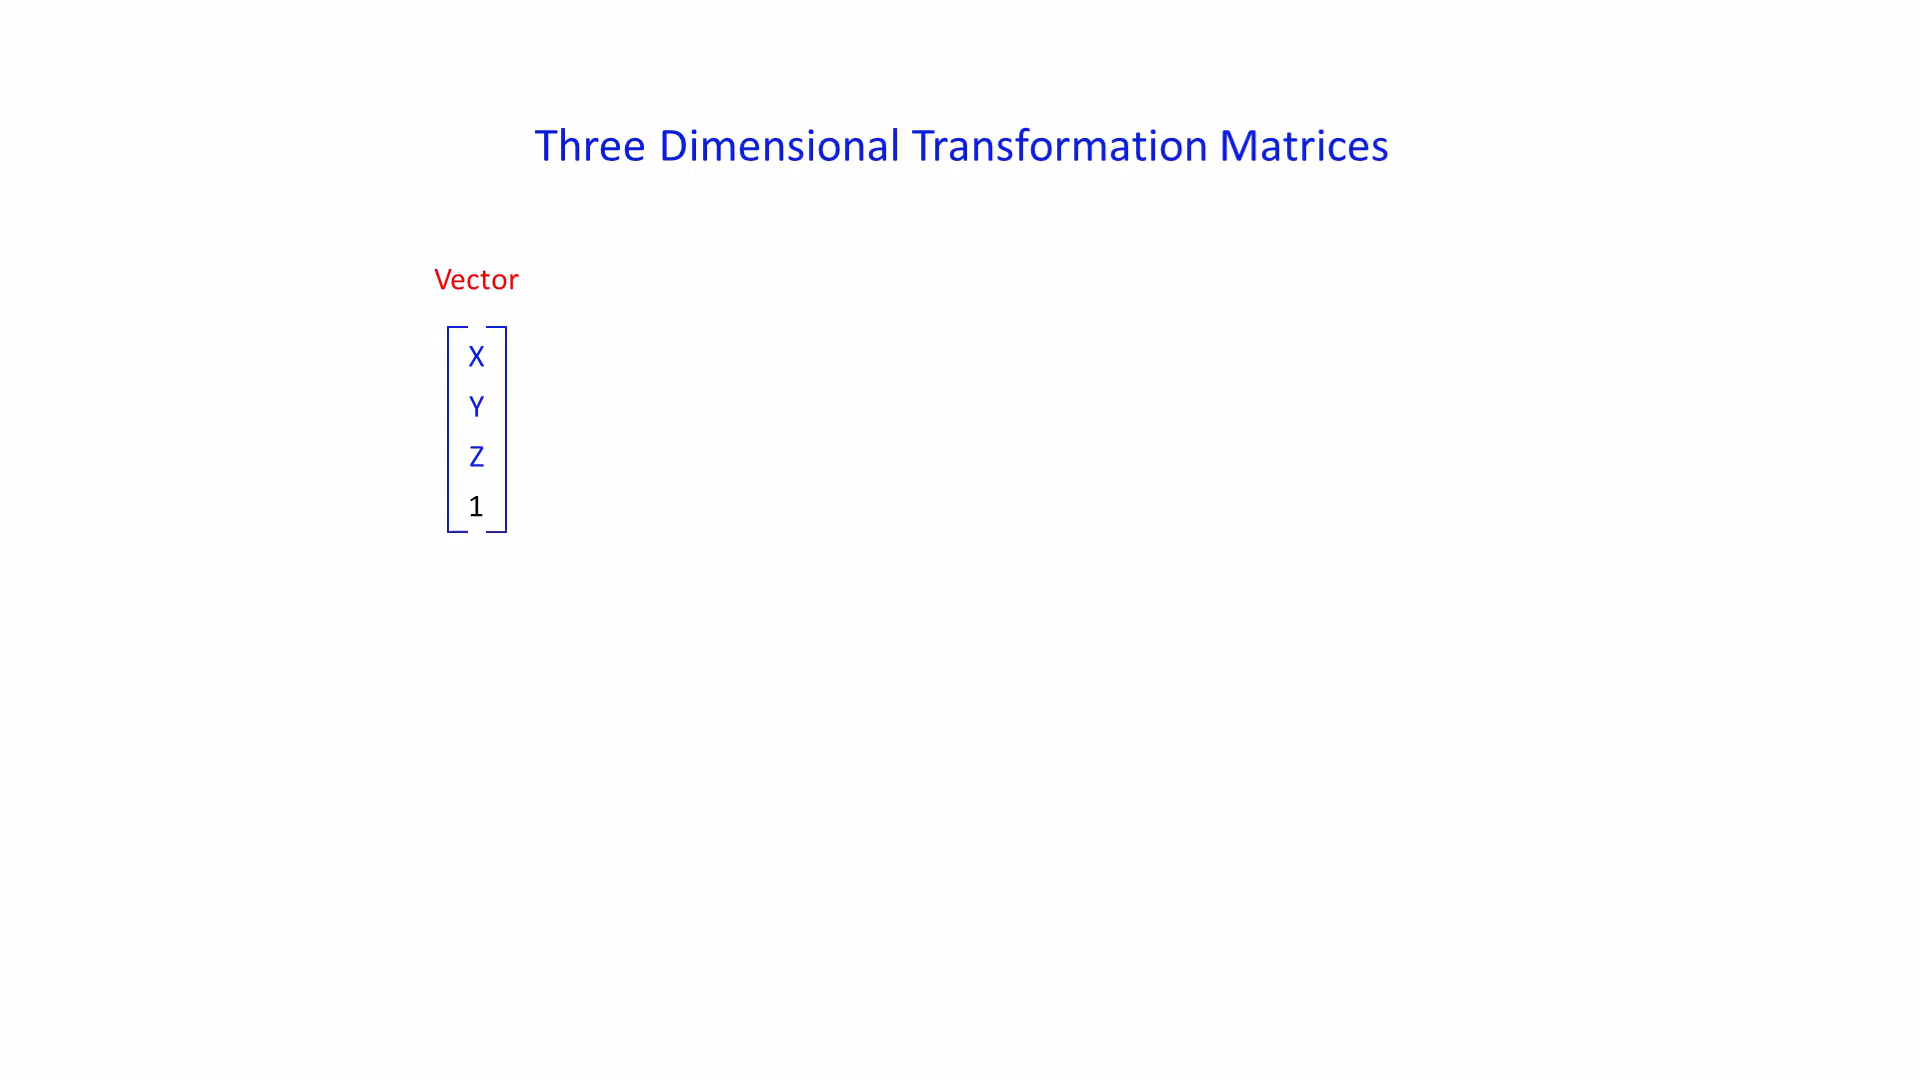 Three Dimensional Transformation Matrices
Vector
X
Y
Z
1